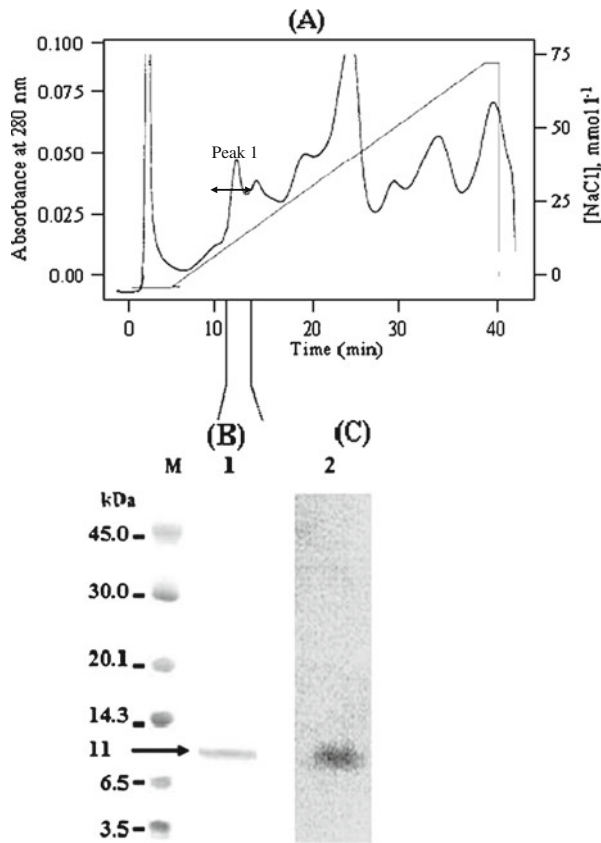 (A)
Absorbance at 280 nm
0.100
0.075
0.050
0.025
0.00
Peak 1
75
50
25
0
[NaCl], mmol l-1
0 10 20 30 40
Time (min)
(B) (C)
M 1 2
kDa
45.0
30.0
20.1
14.3
11
6.5
3.5